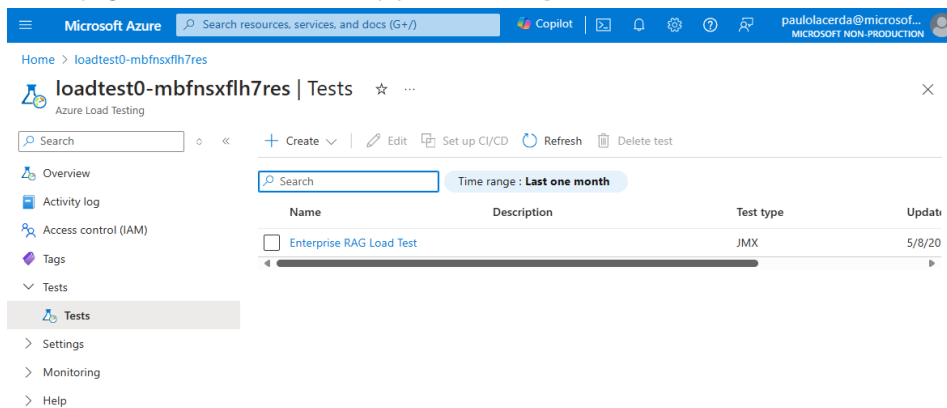 Microsoft Azure
Search resources, services, and docs (G+/)
Copilot
paulolacerda@microsof...
MICROSOFT NON-PRODUCTION
Home > loadtest0-mbfnsxflh7res
loadtest0-mbfnsxflh7res | Tests
Azure Load Testing
Search
Create
Edit
Set up CI/CD
Refresh
Delete test
Overview
Activity log
Access control (IAM)
Tags
Tests
Tests
Settings
Monitoring
Help
Search
Time range : Last one month
Name Description Test type
Enterprise RAG Load Test JMX 5/8/20